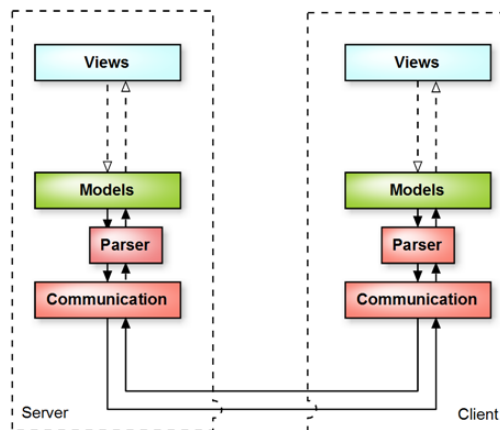 Views
Models
Parser
Communication
Server
Views
Models
Parser
Communication
Client